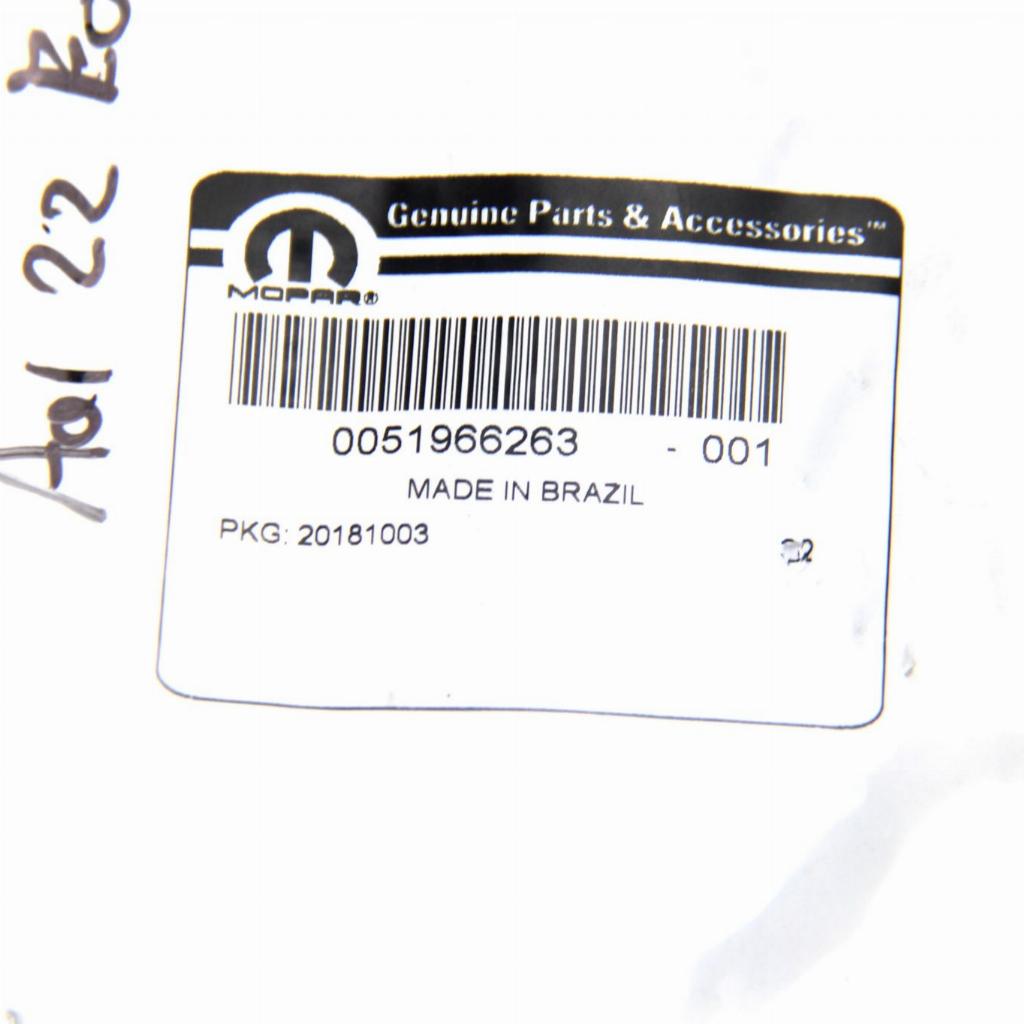 Genuine Parts & Accessories™
MOPAR®
0051966263 - 001
MADE IN BRAZIL
PKG: 20181003
22